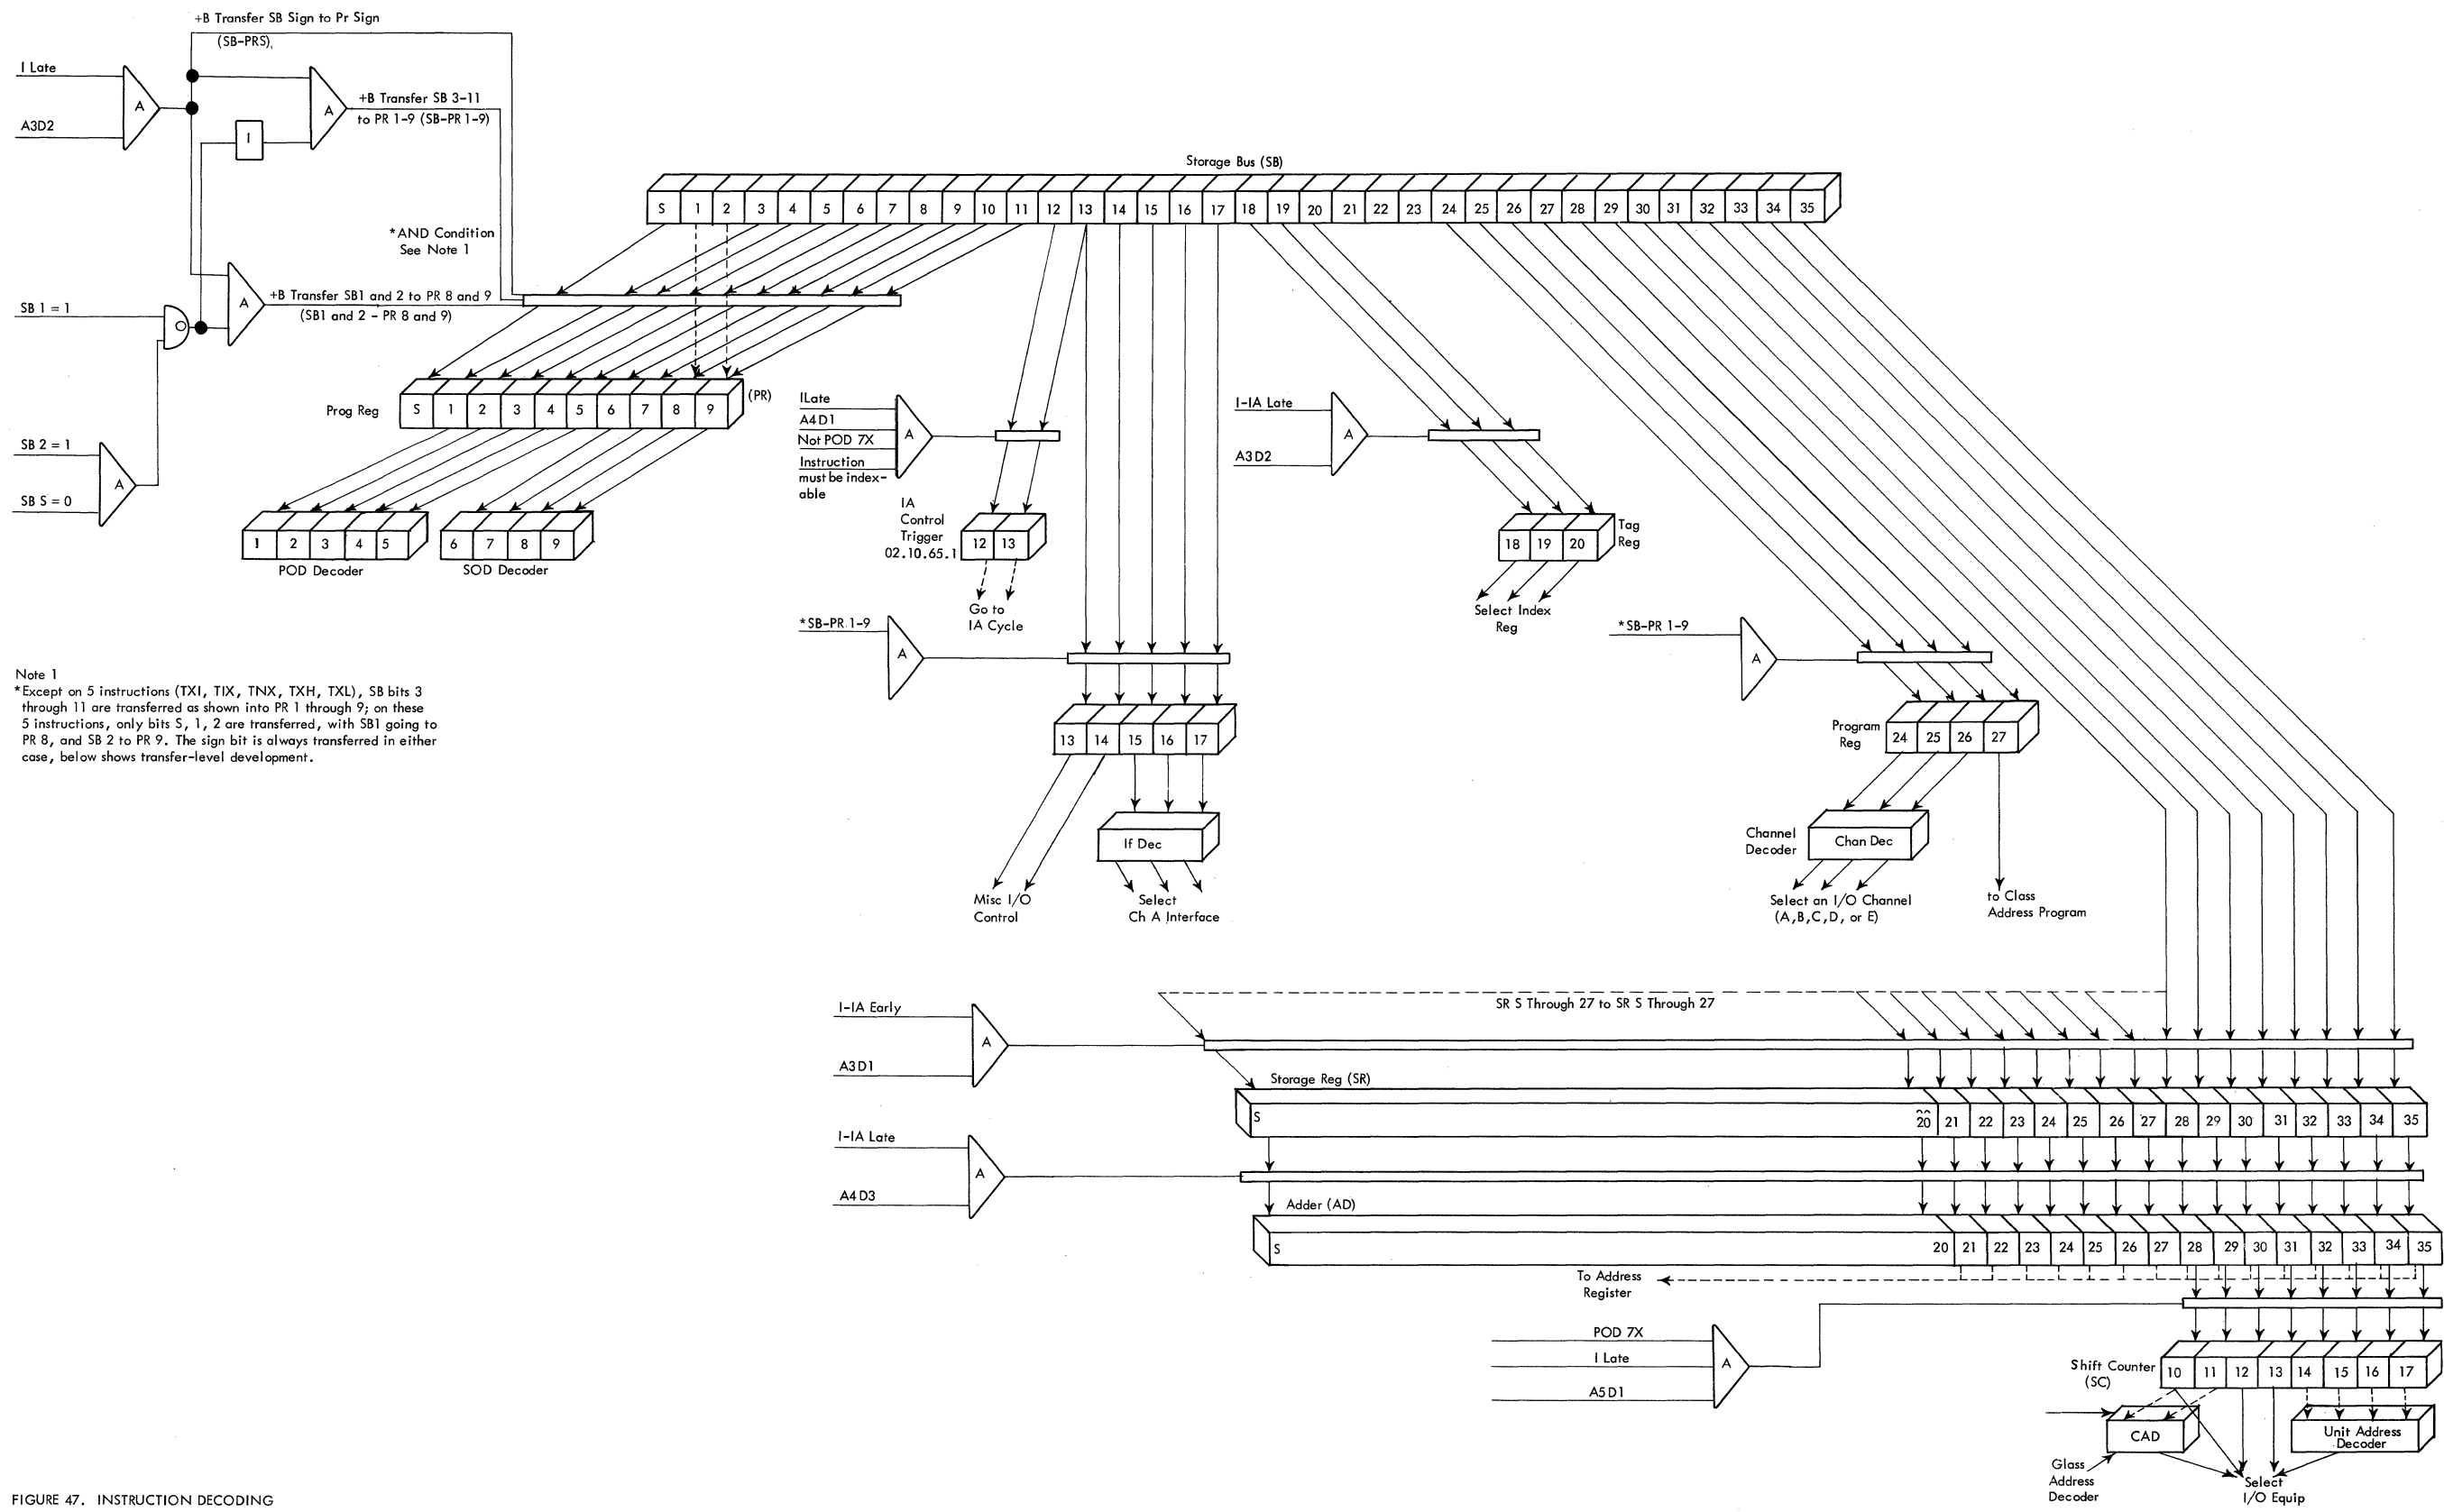 +B Transfer SB Sign to Pr Sign
(SB-PRS)
I Late
A
A3D2
I
A
+B Transfer SB 3-11
to PR 1-9 (SB-PR 1-9)
Storage Bus (SB)
S 1 2 3 4 5 6 7 8 9 10 11 12 13 14 15 16 17 18 19 20 21 22 23 24 25 26 27 28 29 30 31 32 33 34 35
*AND Condition
See Note 1
SB 1 = 1
O
A
+B Transfer SB1 and 2 to PR 8 and 9
(SB1 and 2 - PR 8 and 9)
SB 2 = 1
SB S = 0
A
Prog Reg
S 1 2 3 4 5 6 7 8 9
(PR)
1 2 3 4 5
POD Decoder
6 7 8 9
SOD Decoder
ILate
A4D1
Not POD 7X
Instruction
must be index-
able
A
IA
Control
Trigger
02.10.65.1
12 13
Go to
IA Cycle
I-IA Late
A3D2
A
18 19 20
Tag
Reg
Select Index
Reg
*SB-PR 1-9
A
13 14 15 16 17
If Dec
Misc I/O
Control
Select
Ch A Interface
*SB-PR 1-9
A
Program
Reg
24 25 26 27
Channel
Decoder
Chan Dec
Select an I/O Channel
(A,B,C,D, or E)
to Class
Address Program
Note 1
*Except on 5 instructions (TXI, TIX, TNX, TXH, TXL), SB bits 3
through 11 are transferred as shown into PR 1 through 9; on these
5 instructions, only bits S, 1, 2 are transferred, with SB1 going to
PR 8, and SB 2 to PR 9. The sign bit is always transferred in either
case, below shows transfer-level development.
I-IA Early
A3D1
A
SR S Through 27 to SR S Through 27
Storage Reg (SR)
S 20 21 22 23 24 25 26 27 28 29 30 31 32 33 34 35
I-IA Late
A4D3
A
Adder (AD)
S 20 21 22 23 24 25 26 27 28 29 30 31 32 33 34 35
To Address
Register
POD 7X
I Late
A5D1
A
Shift Counter
(SC)
10 11 12 13 14 15 16 17
CAD
Unit Address
Decoder
Glass
Address
Decoder
Select
I/O Equip
FIGURE 47. INSTRUCTION DECODING